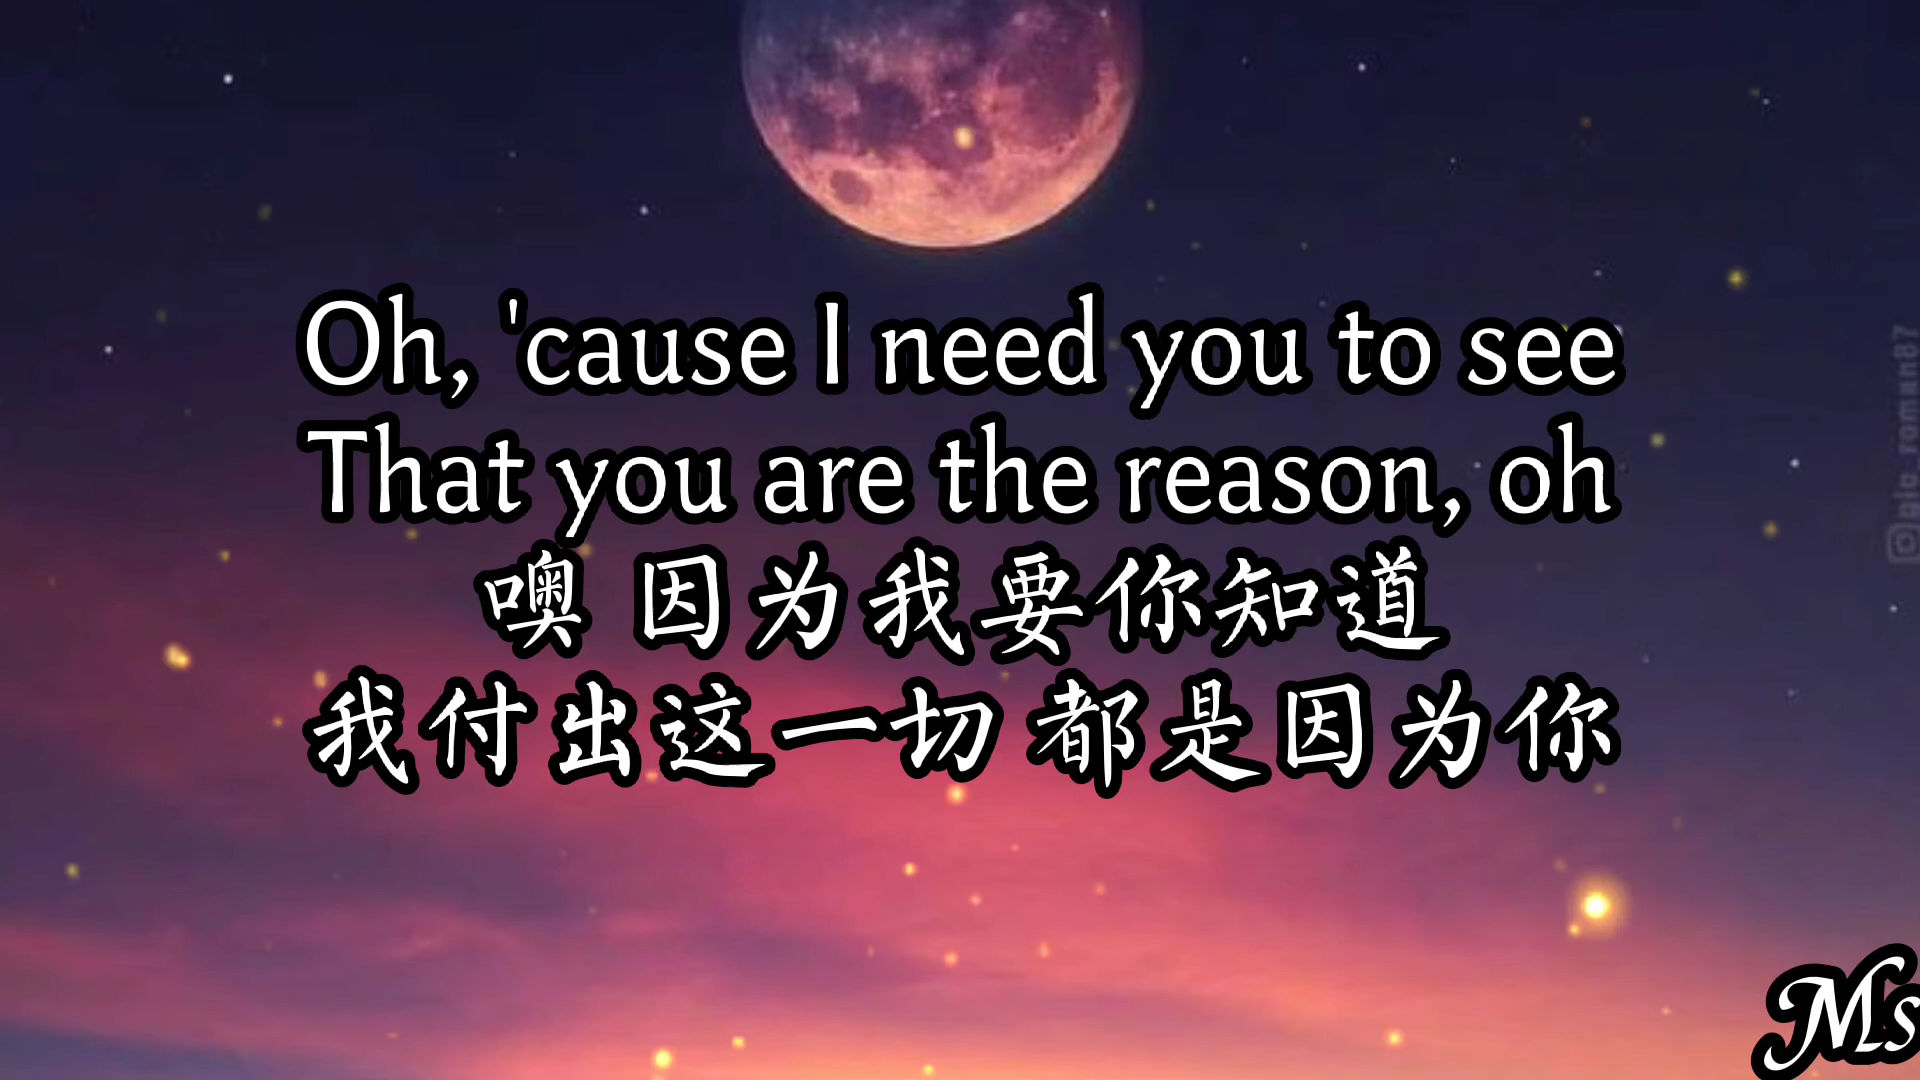 Oh, 'cause I need you to see
That you are the reason, oh
噢 因为我要你知道
我付出这一切 都是因为你
gio_roman87
Ms